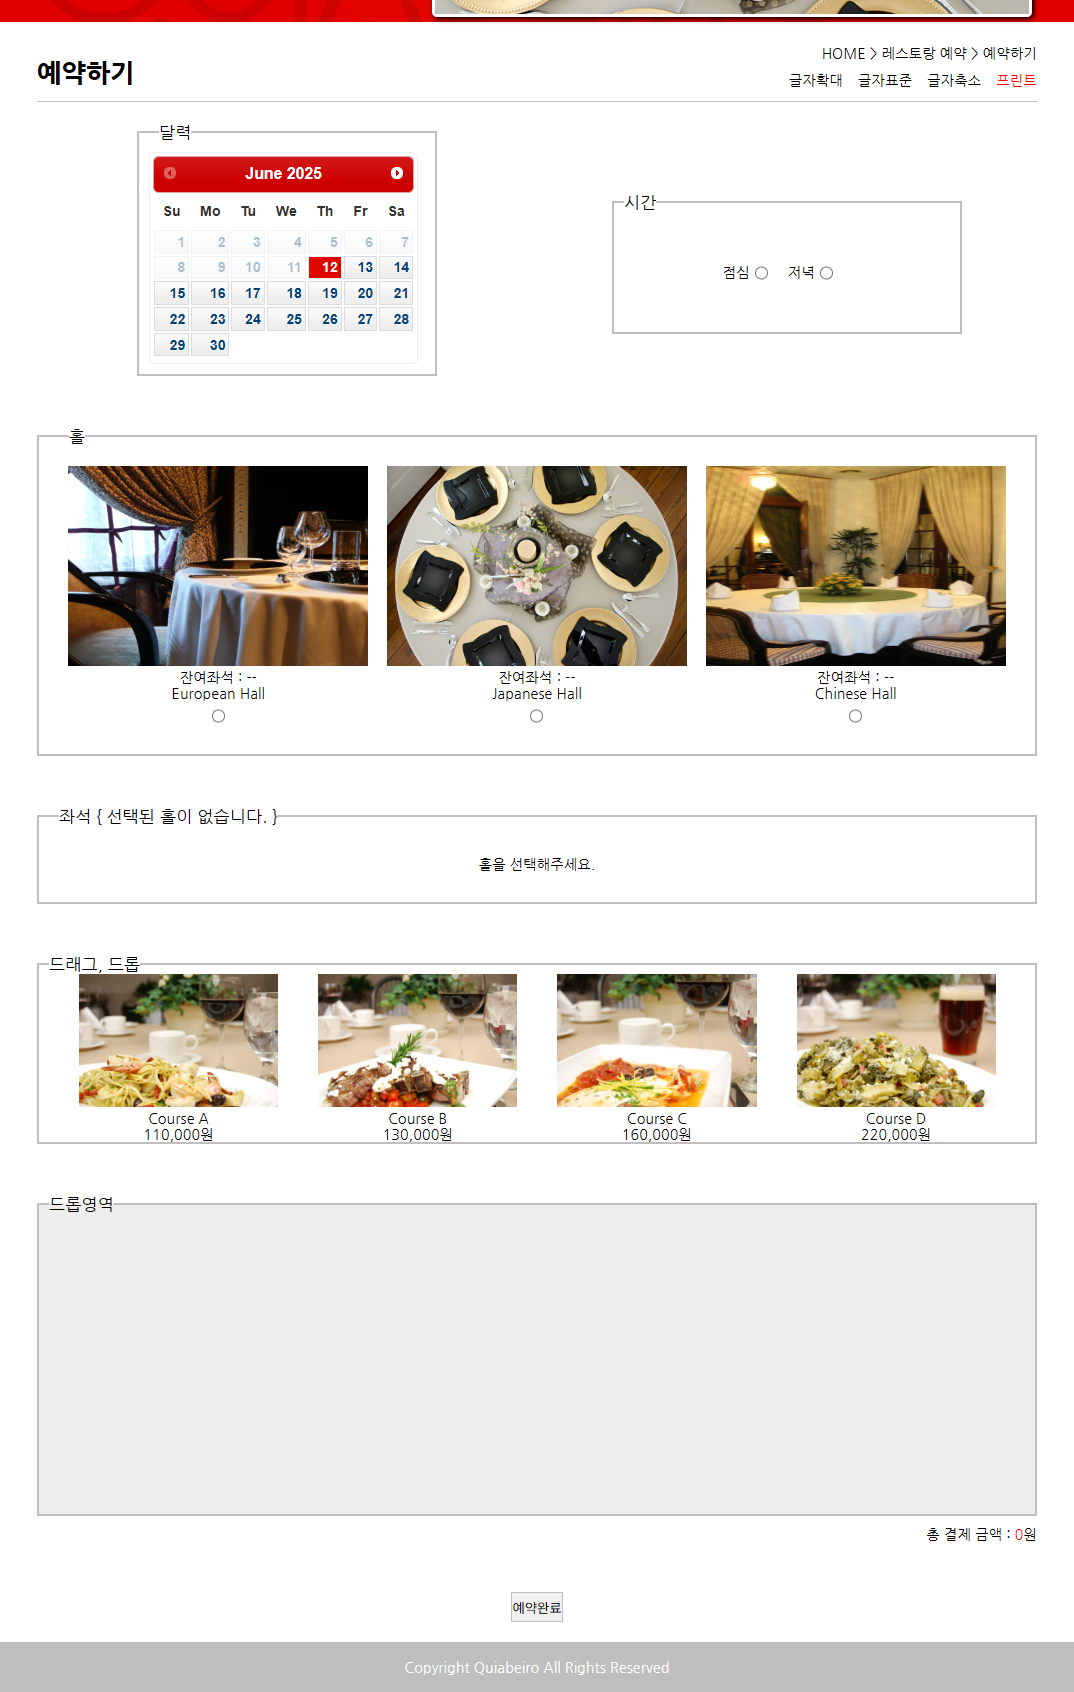 HOME > 레스토랑 예약 > 예약하기
예약하기
글자확대 글자표준 글자축소 프린트
달력
June 2025
Su Mo Tu We Th Fr Sa
1 2 3 4 5 6 7
8 9 10 11 12 13 14
15 16 17 18 19 20 21
22 23 24 25 26 27 28
29 30
시간
점심 저녁
홀
잔여좌석 : -- 잔여좌석 : -- 잔여좌석 : --
European Hall Japanese Hall Chinese Hall
좌석 { 선택된 홀이 없습니다. }
홀을 선택해주세요.
드래그, 드롭
Course A Course B Course C Course D
110,000원 130,000원 160,000원 220,000원
드롭영역
총 결제 금액 : 0원
예약완료
Copyright Quiabeiro All Rights Reserved